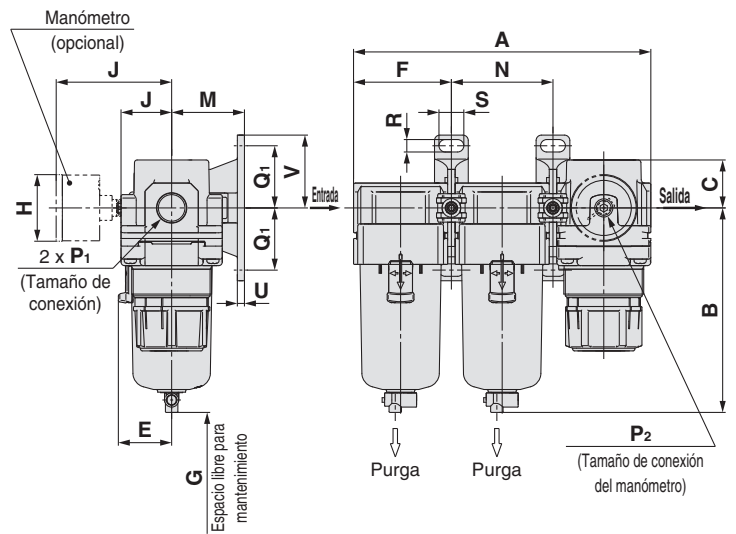 Manómetro
(opcional)
J
J
M
H
V
Q1
Q1
U
2 x P1
(Tamaño de
conexión)
E
G
Espacio libre para
mantenimiento
A
F
N
R
S
Entrada
Salida
C
B
P2
(Tamaño de conexión
del manómetro)
Purga
Purga